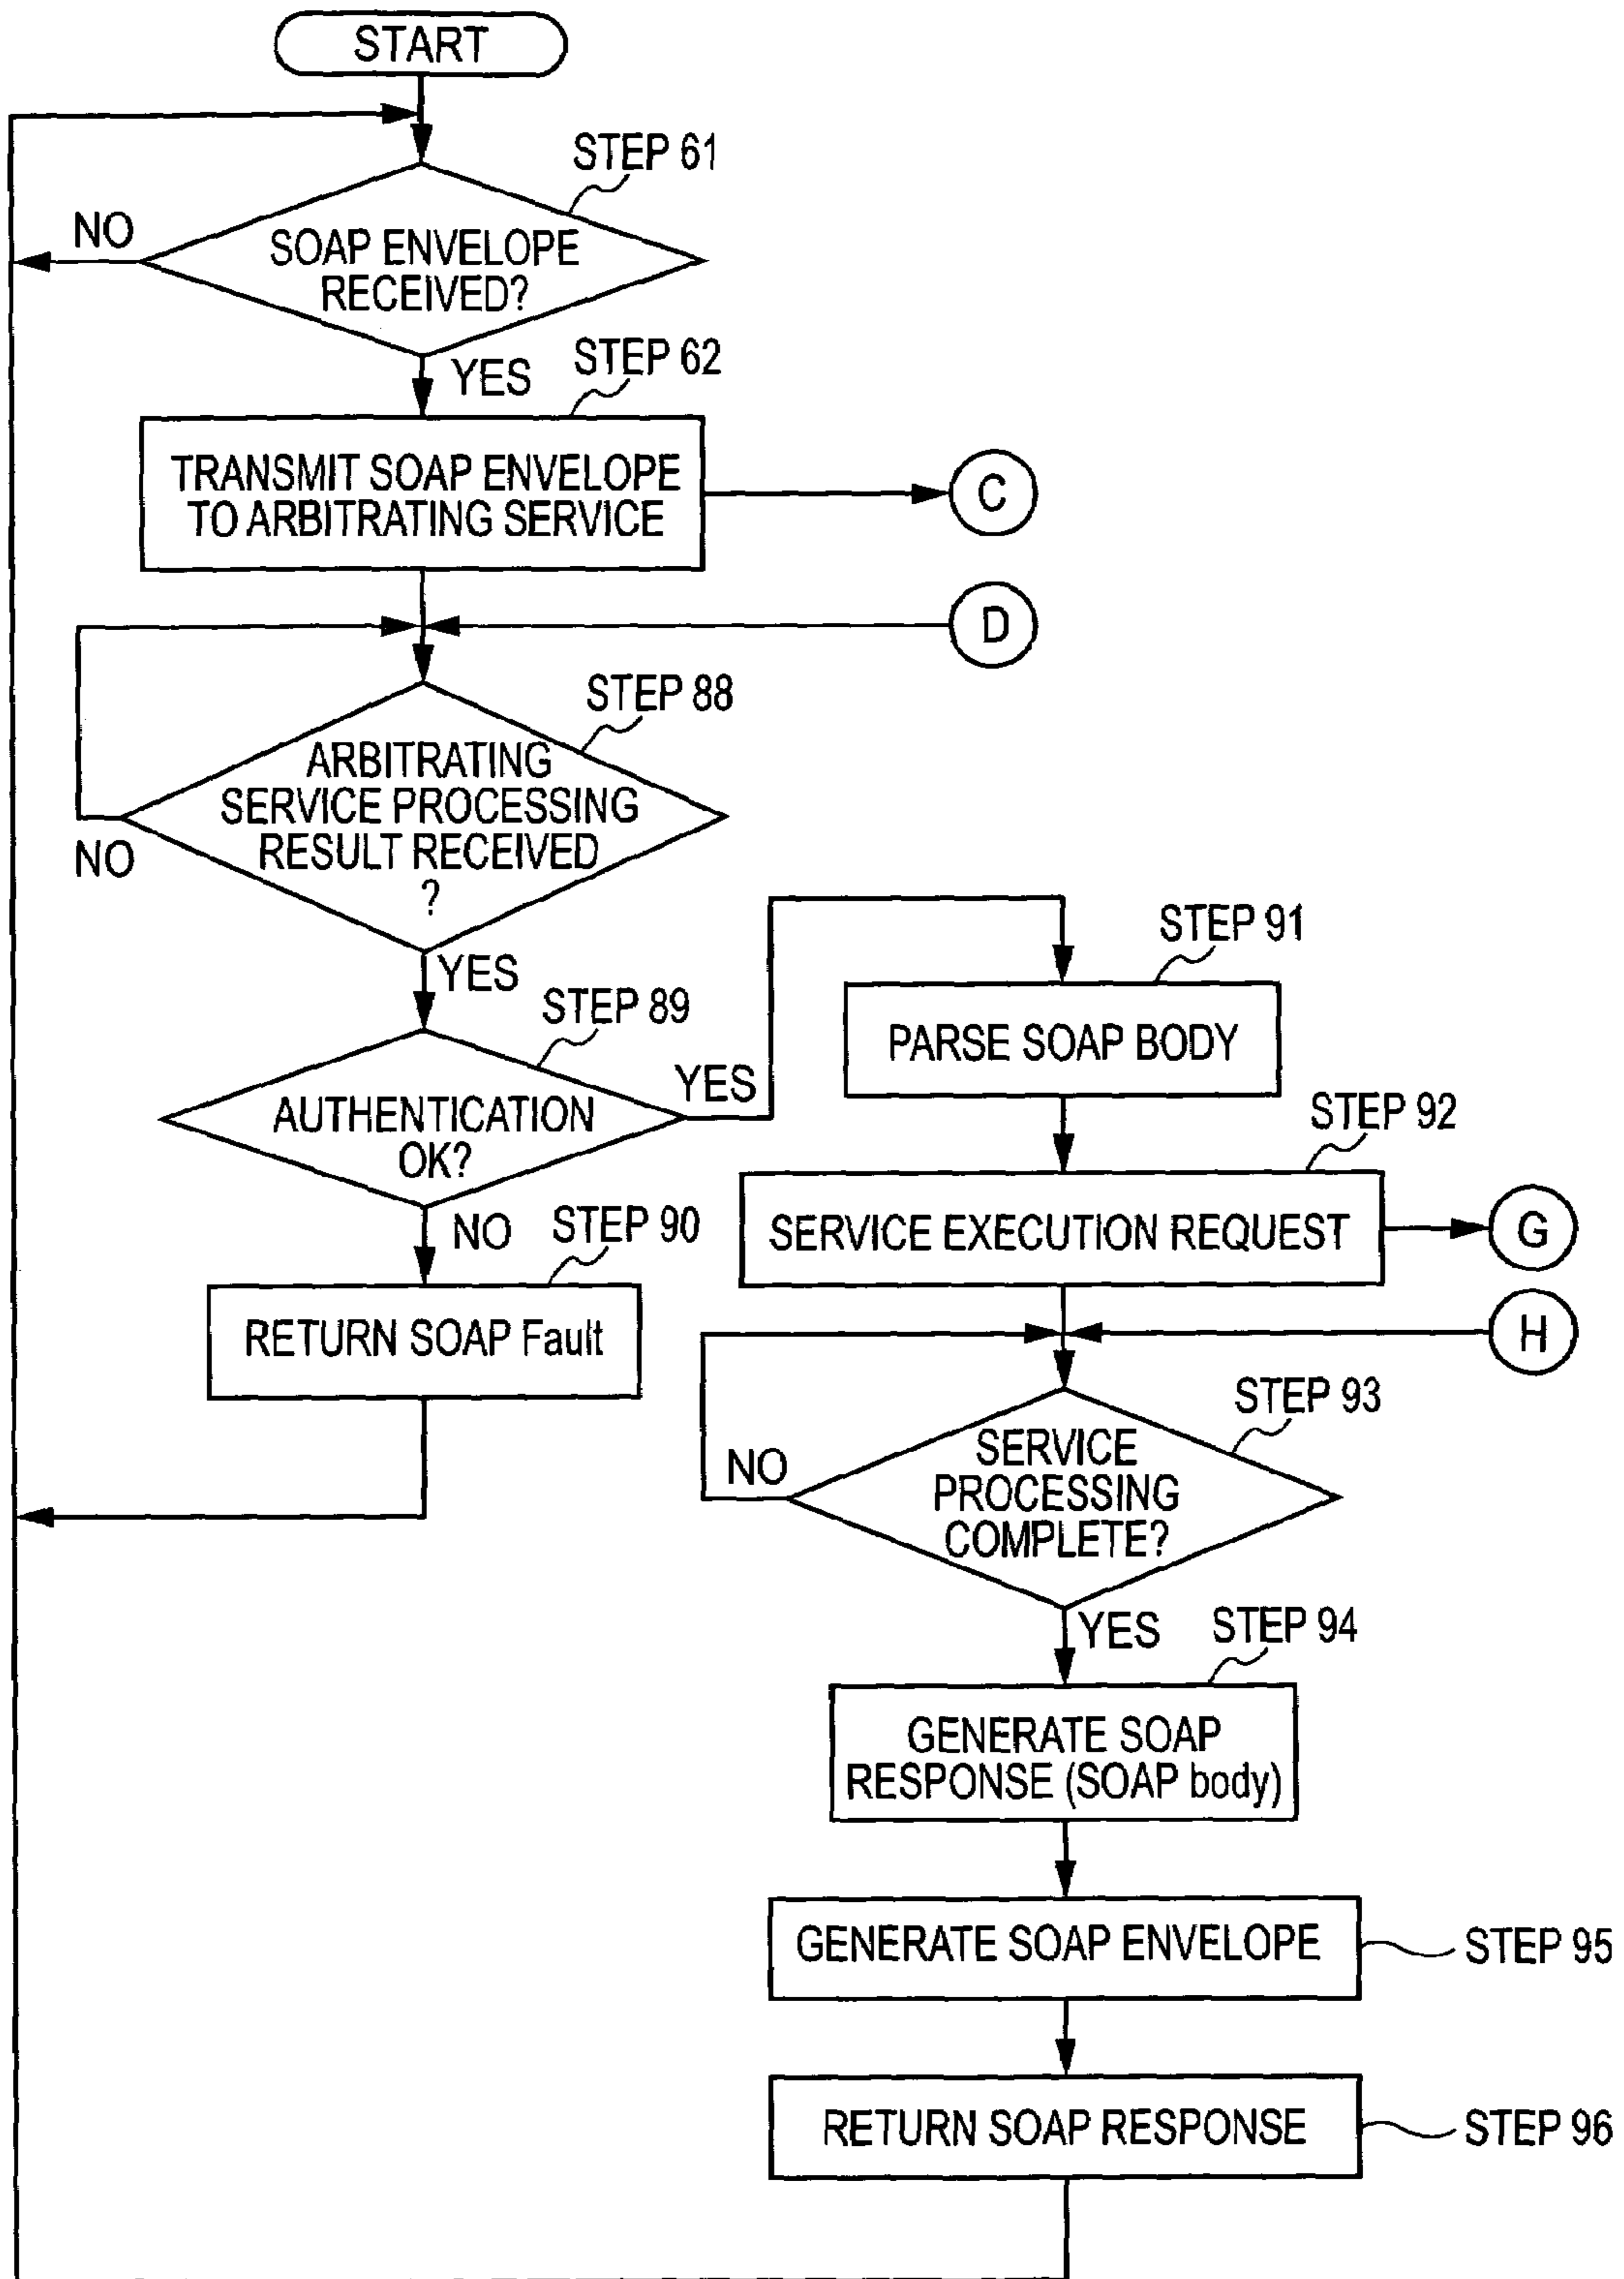 START
STEP 61
NO
SOAP ENVELOPE
RECEIVED?
YES
STEP 62
TRANSMIT SOAP ENVELOPE
TO ARBITRATING SERVICE
C
D
STEP 88
ARBITRATING
SERVICE PROCESSING
RESULT RECEIVED
?
NO
YES
STEP 89
AUTHENTICATION
OK?
YES
NO
STEP 90
RETURN SOAP Fault
STEP 91
PARSE SOAP BODY
STEP 92
SERVICE EXECUTION REQUEST
G
H
STEP 93
NO
SERVICE
PROCESSING
COMPLETE?
YES
STEP 94
GENERATE SOAP
RESPONSE (SOAP body)
GENERATE SOAP ENVELOPE
STEP 95
RETURN SOAP RESPONSE
STEP 96